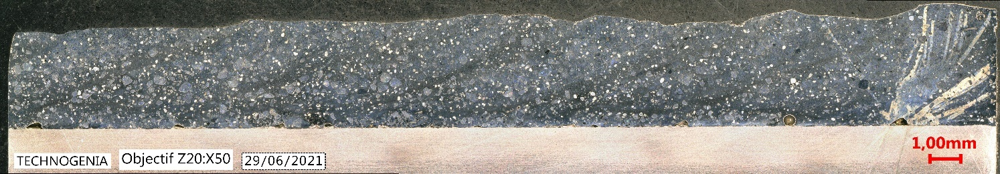 TECHNOGENIA
Objectif Z20:X50
29/06/2021
1,00mm